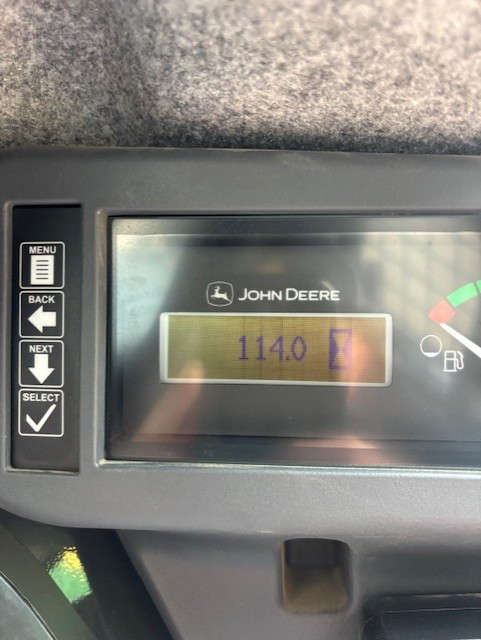 MENU
BACK
NEXT
SELECT
JOHN DEERE
114.0